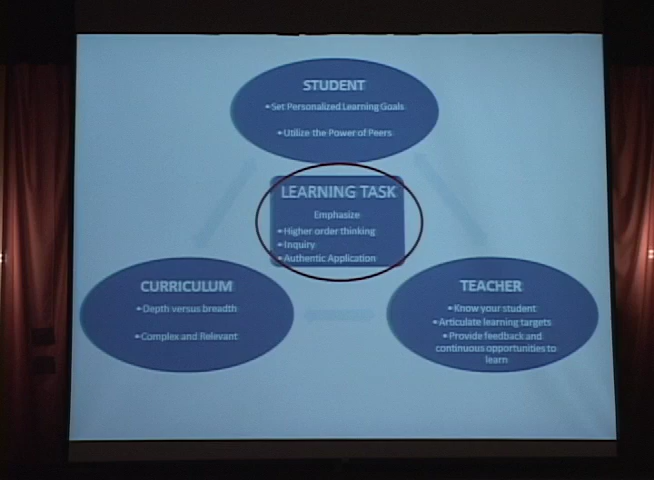 STUDENT
•Set Personalized Learning Goals
•Utilize the Power of Peers
LEARNING TASK
Emphasize
•Higher order thinking
•Inquiry
•Authentic Application
CURRICULUM
•Depth versus breadth
•Complex and Relevant
TEACHER
•Know your student
•Articulate learning targets
•Provide feedback and
continuous opportunities to
learn